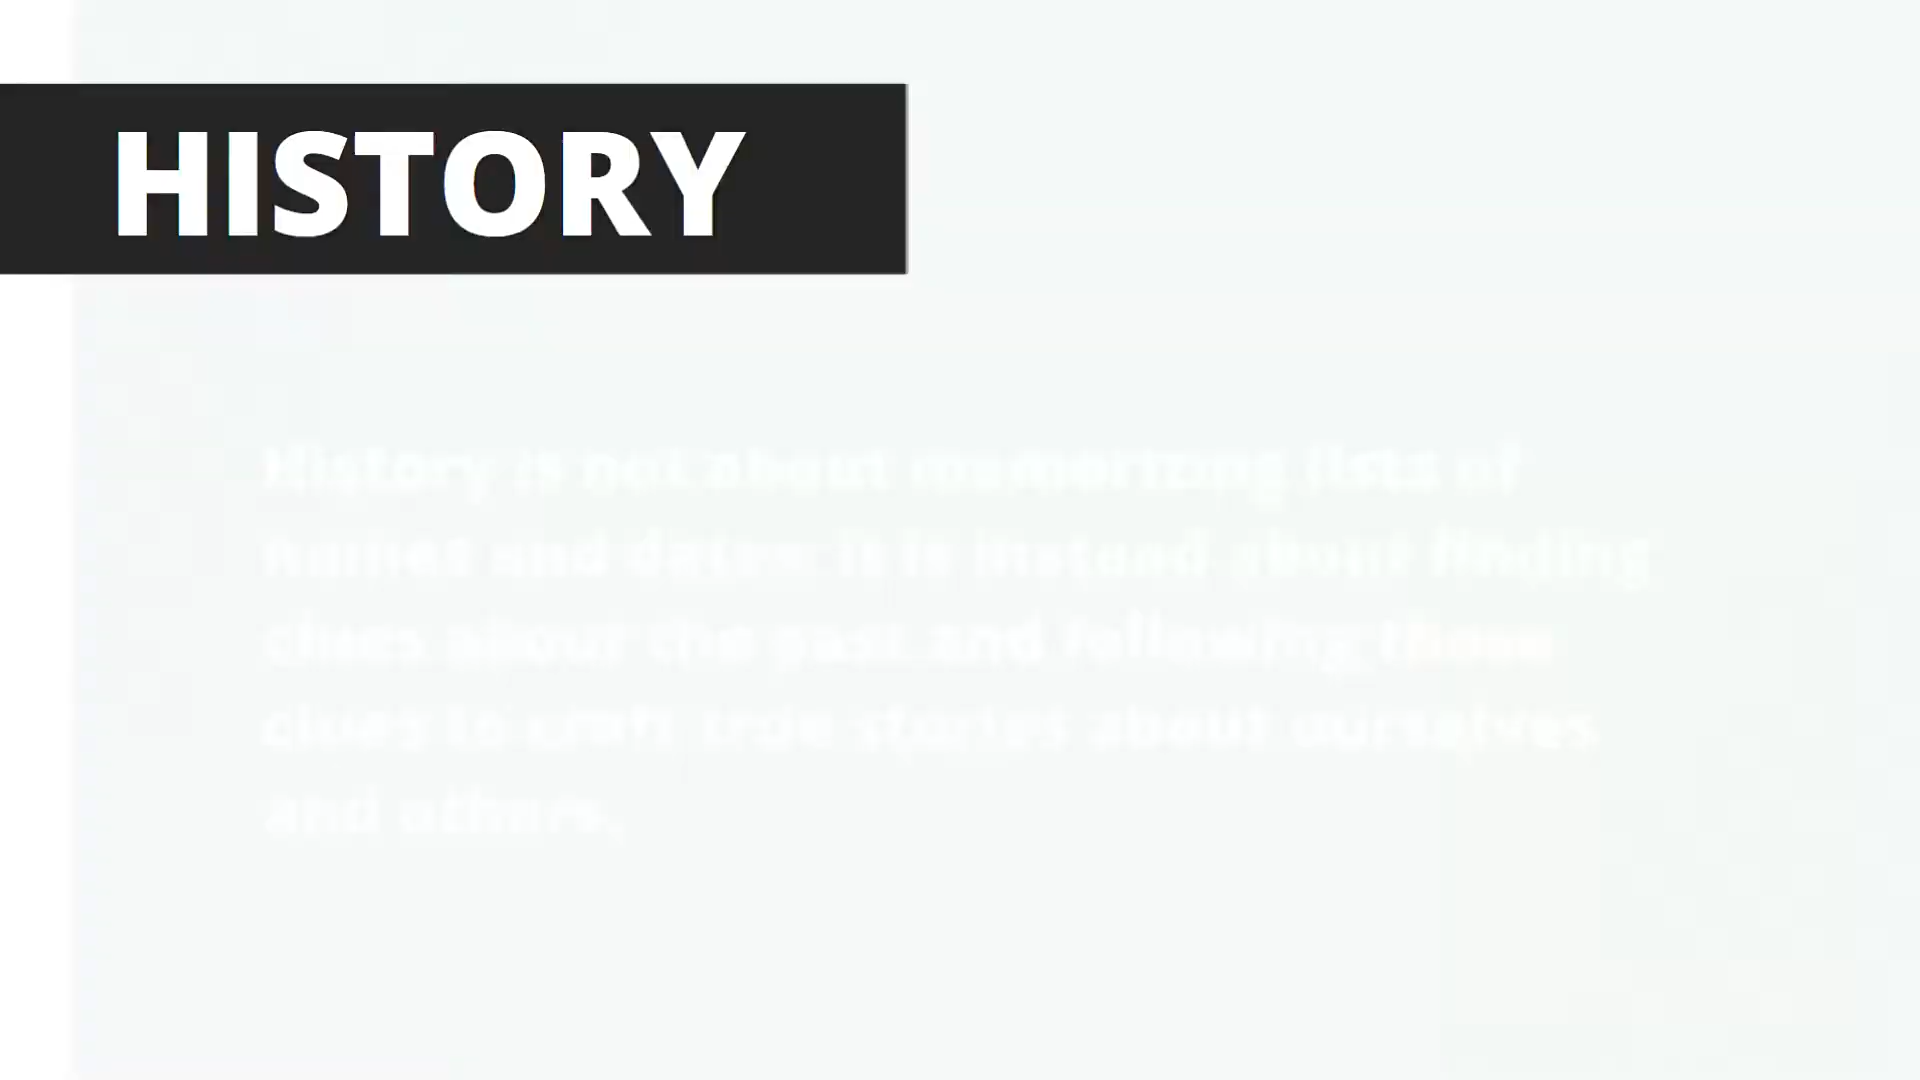 HISTORY
History is not about memorizing lists of
names and dates. It is instead about finding
clues about the past and following those
clues to craft true stories about ourselves
and others.